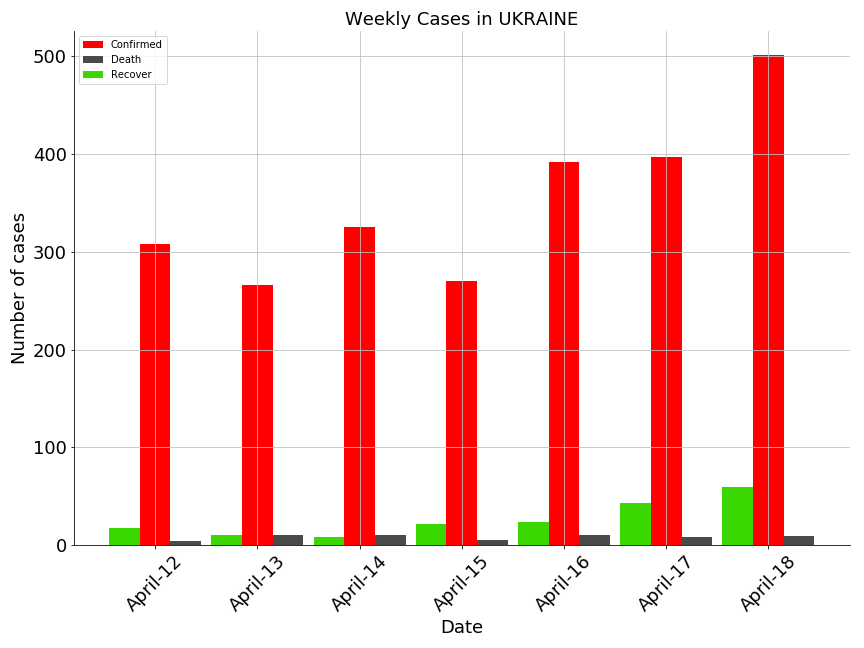 Weekly Cases in UKRAINE
Confirmed
Death
Recover
Number of cases
500
400
300
200
100
0
April-12
April-13
April-14
April-15
April-16
April-17
April-18
Date